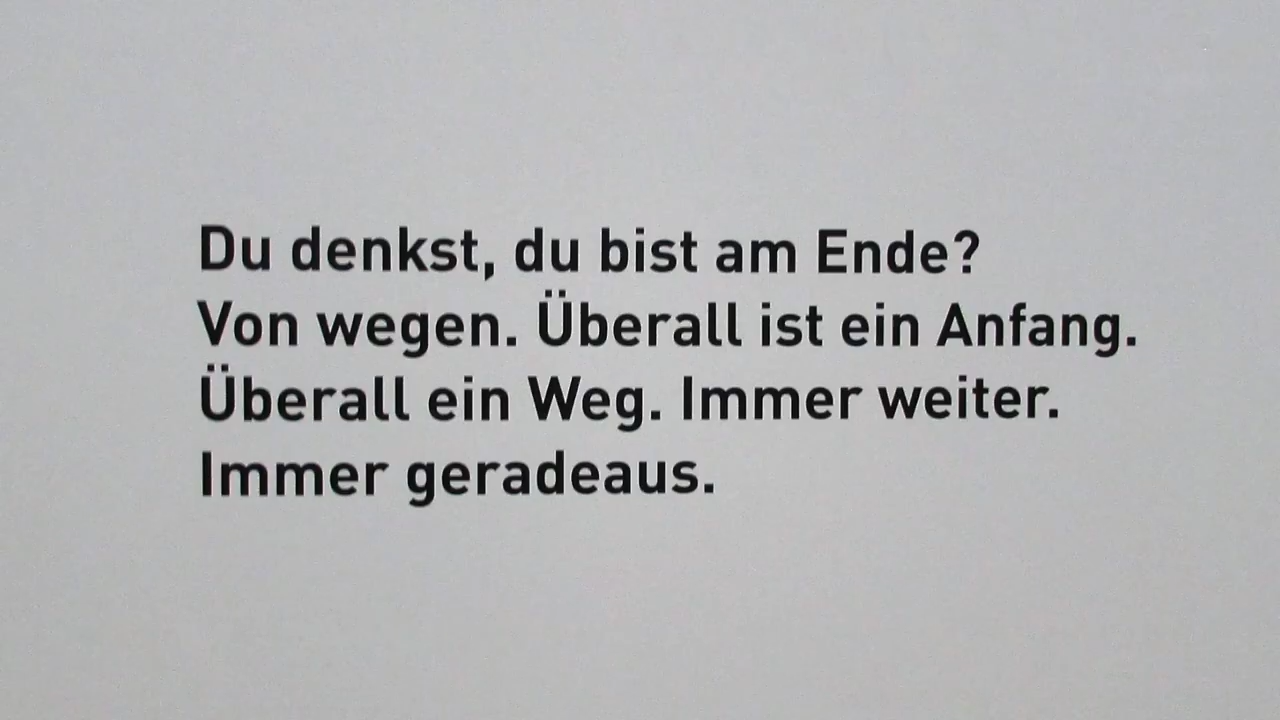 Du denkst, du bist am Ende?
Von wegen. Überall ist ein Anfang.
Überall ein Weg. Immer weiter.
Immer geradeaus.